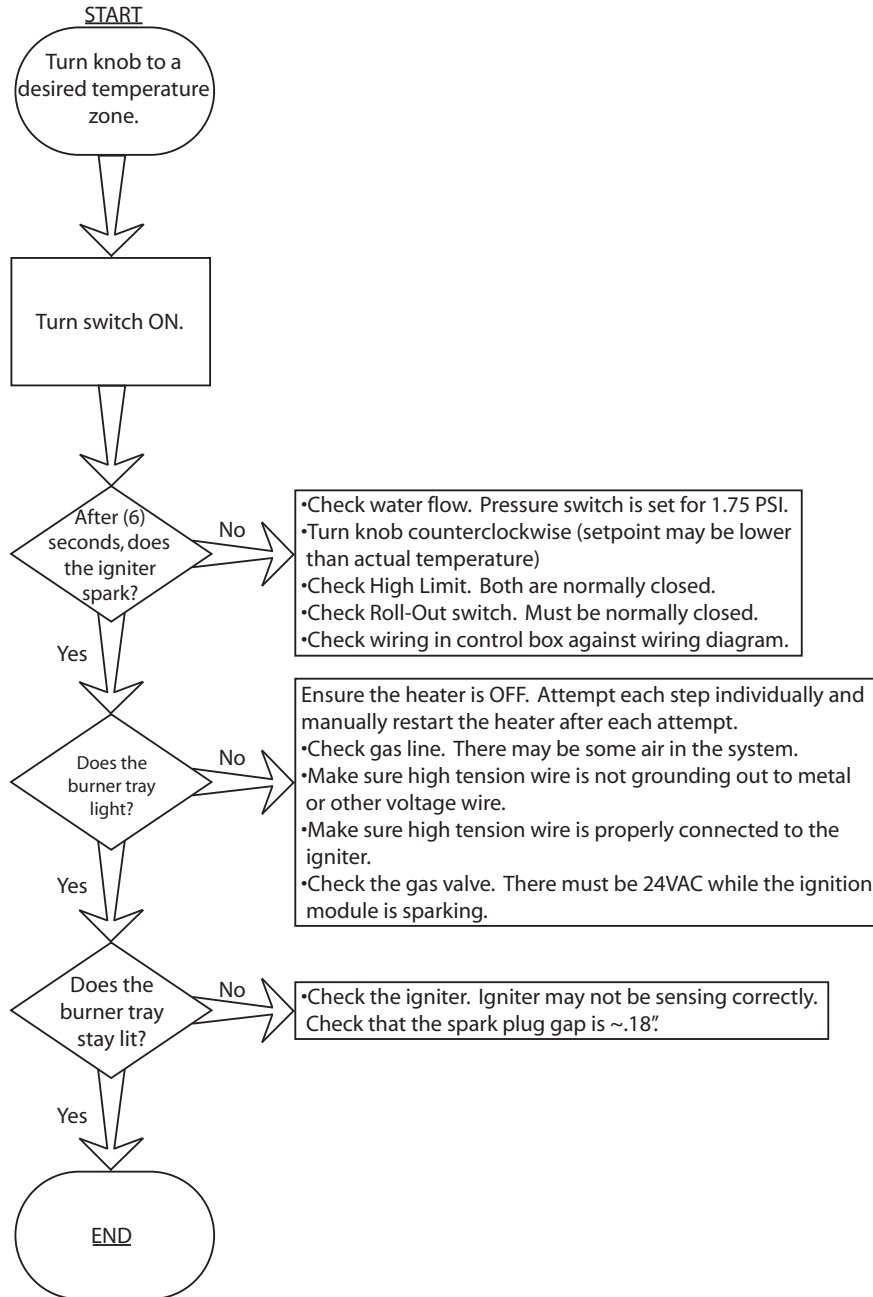 START
Turn knob to a
desired temperature
zone.
Turn switch ON.
After (6)
seconds, does
the igniter
spark?
No
•Check water flow. Pressure switch is set for 1.75 PSI.
•Turn knob counterclockwise (setpoint may be lower
than actual temperature)
•Check High Limit. Both are normally closed.
•Check Roll-Out switch. Must be normally closed.
•Check wiring in control box against wiring diagram.
Yes
Does the
burner tray
light?
No
Ensure the heater is OFF. Attempt each step individually and
manually restart the heater after each attempt.
•Check gas line. There may be some air in the system.
•Make sure high tension wire is not grounding out to metal
or other voltage wire.
•Make sure high tension wire is properly connected to the
igniter.
•Check the gas valve. There must be 24VAC while the ignition
module is sparking.
Yes
Does the
burner tray
stay lit?
No
•Check the igniter. Igniter may not be sensing correctly.
Check that the spark plug gap is ~.18”.
Yes
END